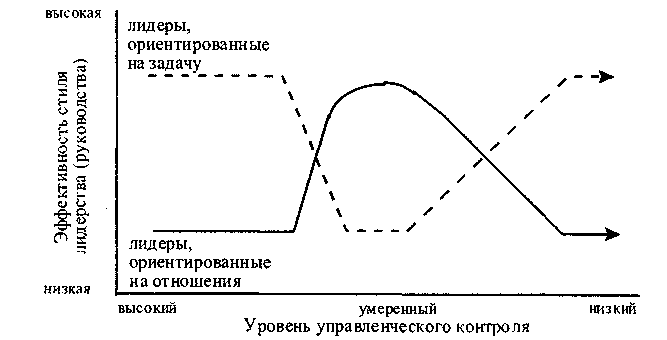 высокая
лидеры,
ориентированные
на задачу
Эффективность стиля
лидерства (руководства)
лидеры,
ориентированные
на отношения
низкая
высокий умеренный низкий
Уровень управленческого контроля